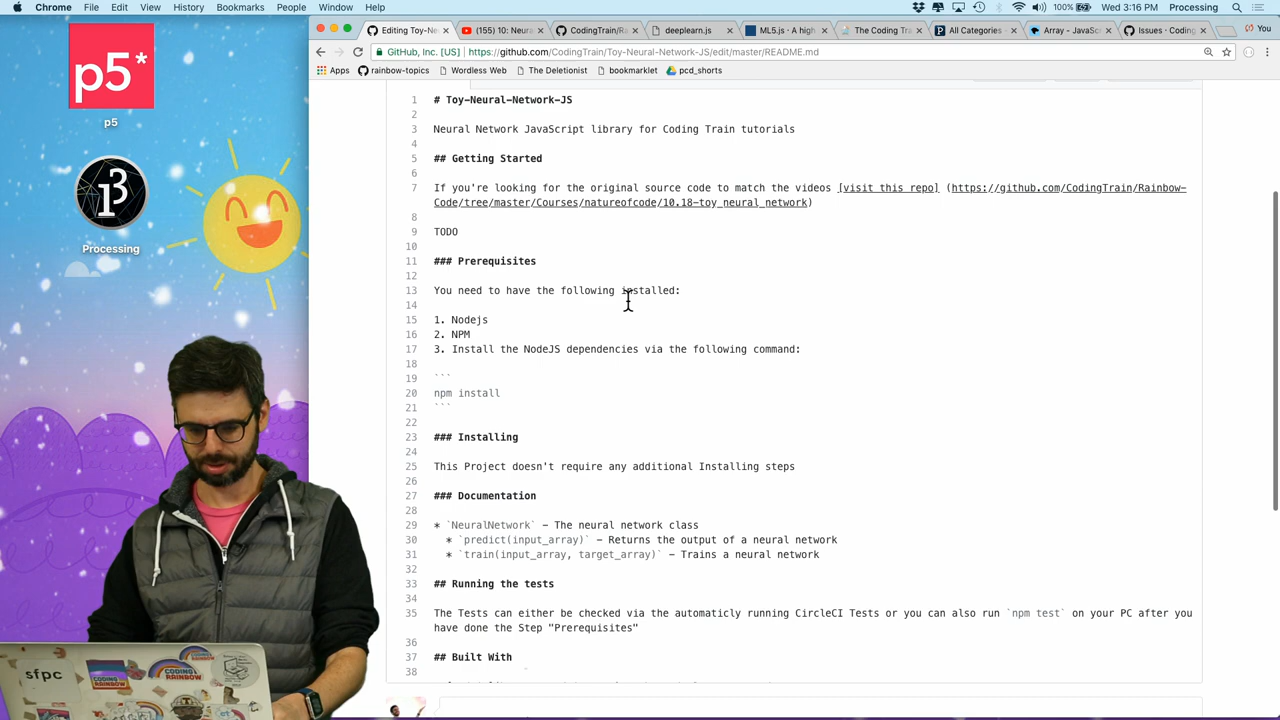 Chrome File Edit View History Bookmarks People Window Help 100% Wed 3:16 PM Processing
Editing Toy-Ne (155) 10: Neura CodingTrain/R deeplearn.js ML5.js - A high The Coding Tra All Categories Array - JavaSc Issues - Coding You
GitHub, Inc. [US] https://github.com/CodingTrain/Toy-Neural-Network-JS/edit/master/README.md
Apps rainbow-topics Wordless Web The Deletionist bookmarklet pcd_shorts
p5*
p5
Processing
1 # Toy-Neural-Network-JS
2
3 Neural Network JavaScript library for Coding Train tutorials
4
5 ## Getting Started
6
7 If you're looking for the original source code to match the videos [visit this repo] (https://github.com/CodingTrain/Rainbow-
Code/tree/master/Courses/natureofcode/10.18-toy_neural_network)
8
9 TODO
10
11 ### Prerequisites
12
13 You need to have the following installed:
14
15 1. Nodejs
16 2. NPM
17 3. Install the NodeJS dependencies via the following command:
18
19 ```
20 npm install
21 ```
22
23 ### Installing
24
25 This Project doesn't require any additional Installing steps
26
27 ### Documentation
28
29 * `NeuralNetwork` - The neural network class
30 * `predict(input_array)` - Returns the output of a neural network
31 * `train(input_array, target_array)` - Trains a neural network
32
33 ## Running the tests
34
35 The Tests can either be checked via the automaticly running CircleCI Tests or you can also run `npm test` on your PC after you
have done the Step "Prerequisites"
36
37 ## Built With
38
sfpc
CODING RAINBOW